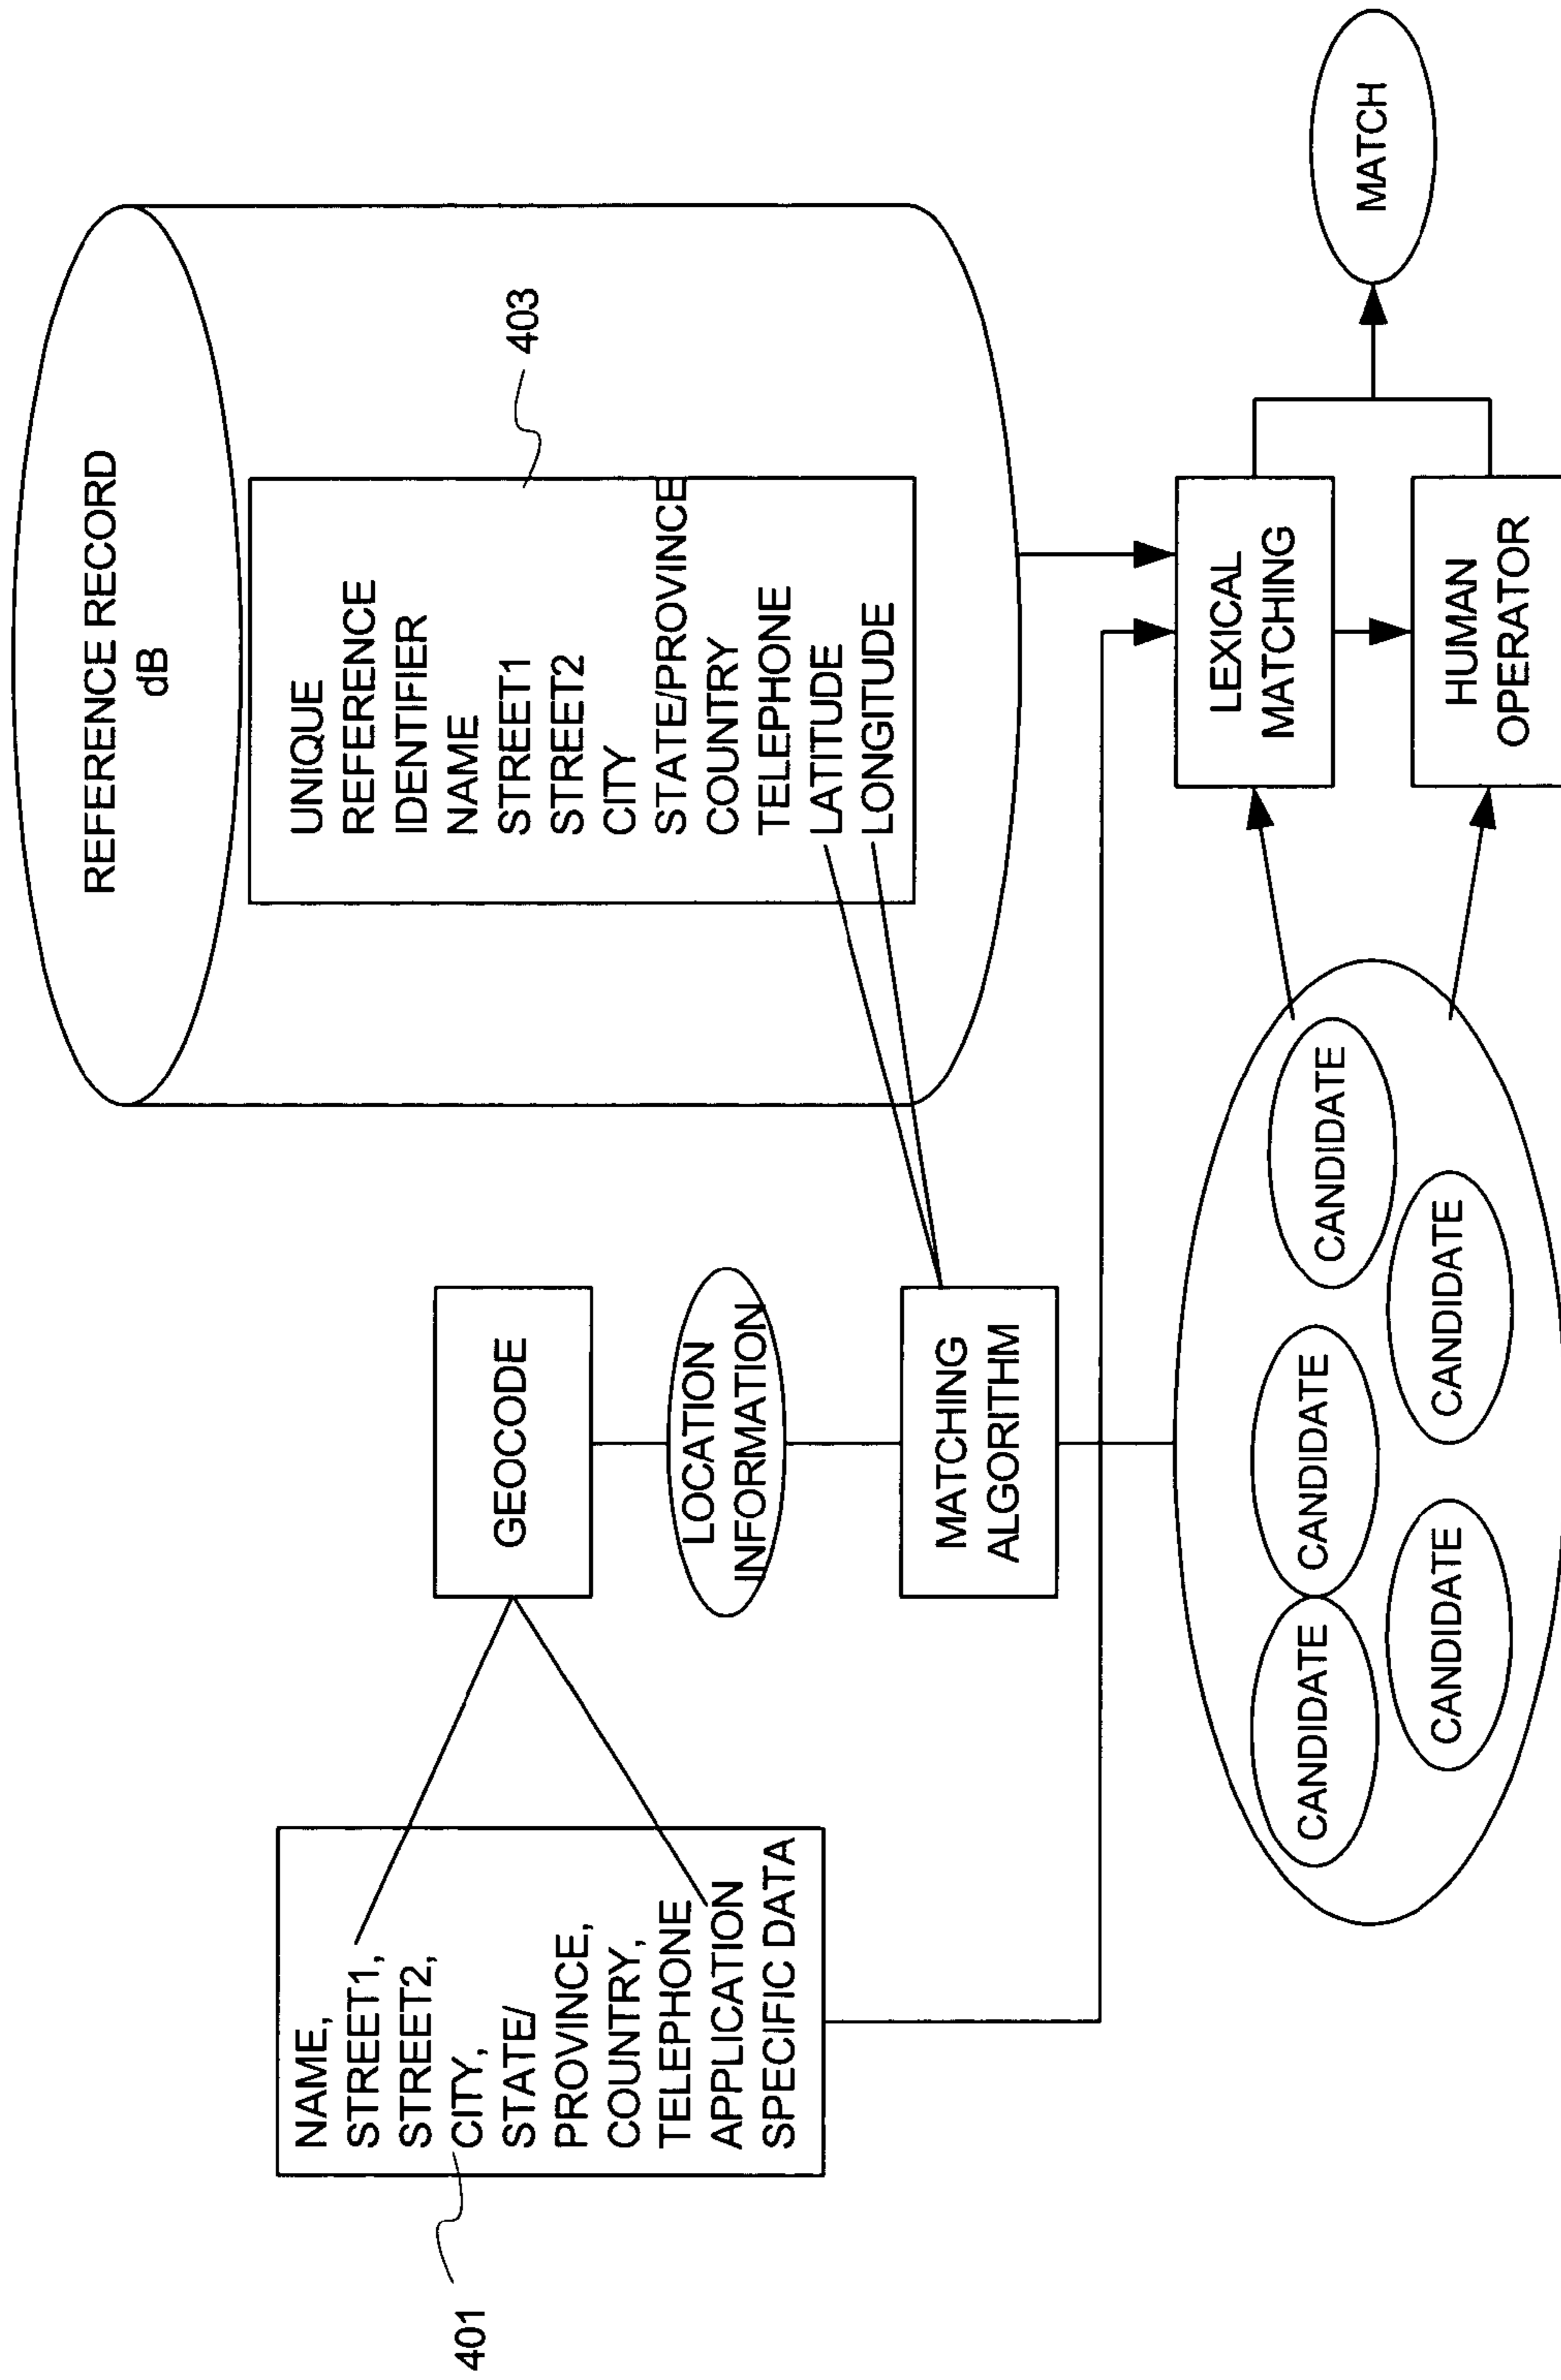 REFERENCE RECORD
dB
UNIQUE
REFERENCE
IDENTIFIER
NAME
STREET1
STREET2
CITY
STATE/PROVINCE
COUNTRY
TELEPHONE
LATITUDE
LONGITUDE
403
NAME,
STREET1,
STREET2,
CITY,
STATE/
PROVINCE,
COUNTRY,
TELEPHONE
APPLICATION
SPECIFIC DATA
401
GEOCODE
LOCATION
INFORMATION
MATCHING
ALGORITHM
CANDIDATE
CANDIDATE
CANDIDATE
CANDIDATE
CANDIDATE
LEXICAL
MATCHING
HUMAN
OPERATOR
MATCH